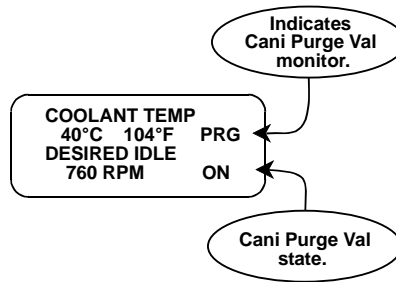 Indicates
Cani Purge Val
monitor.
COOLANT TEMP
40°C 104°F PRG
DESIRED IDLE
760 RPM ON
Cani Purge Val
state.